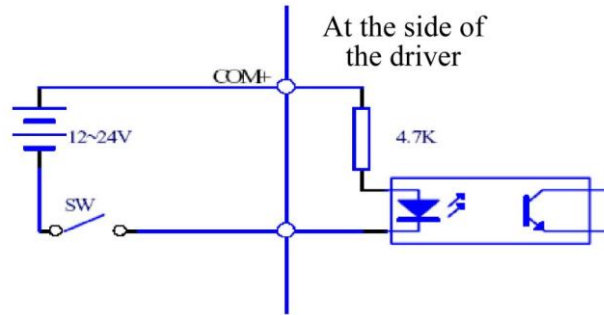 At the side of
the driver
COM+
12~24V
4.7K
SW